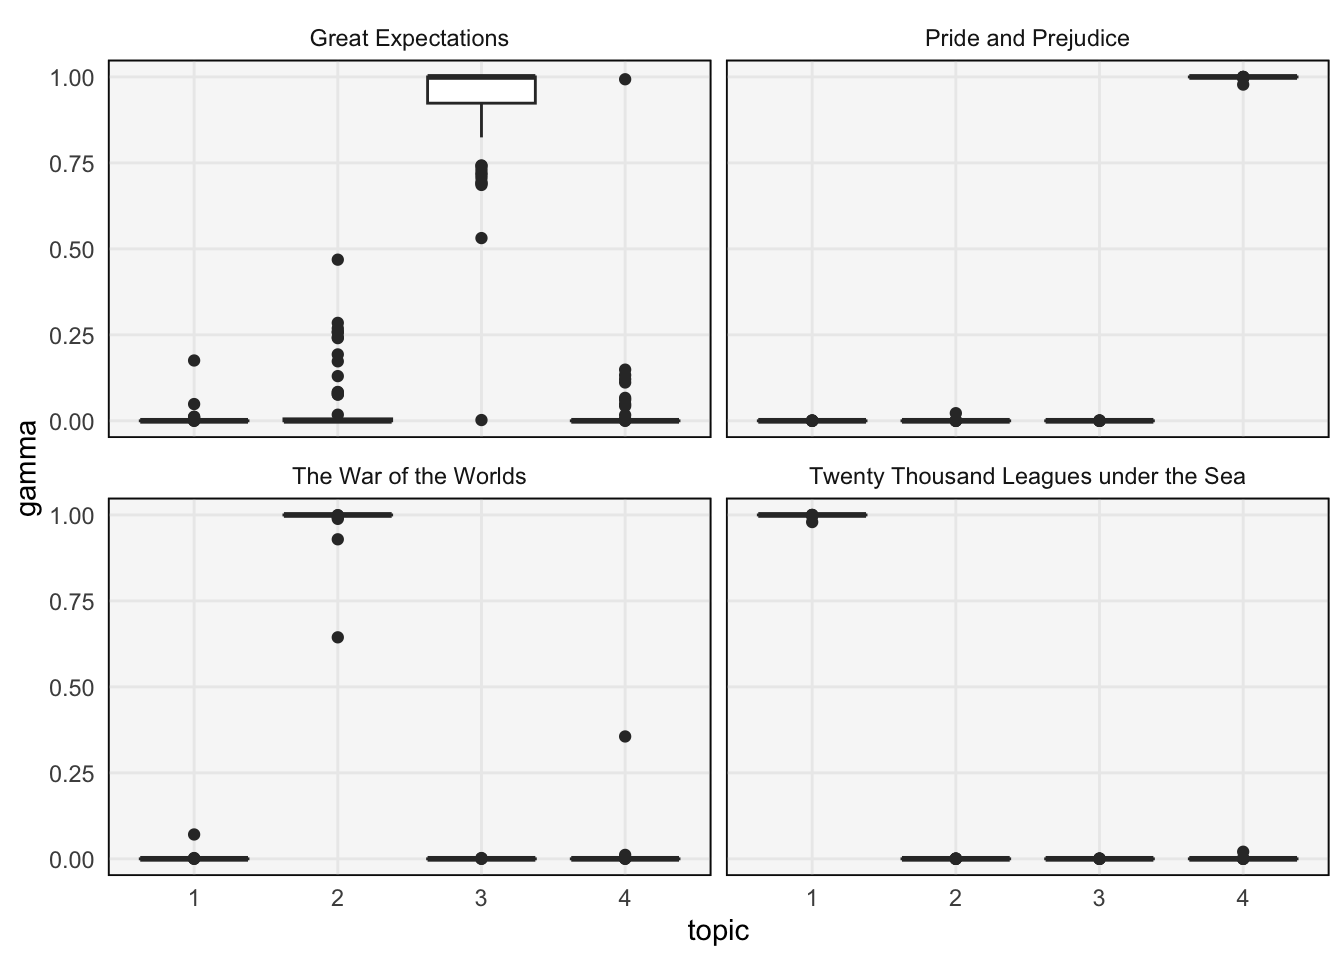 Great Expectations
Pride and Prejudice
1.00
0.75
0.50
0.25
0.00
gamma
The War of the Worlds
Twenty Thousand Leagues under the Sea
1.00
0.75
0.50
0.25
0.00
1 2 3 4
1 2 3 4
topic